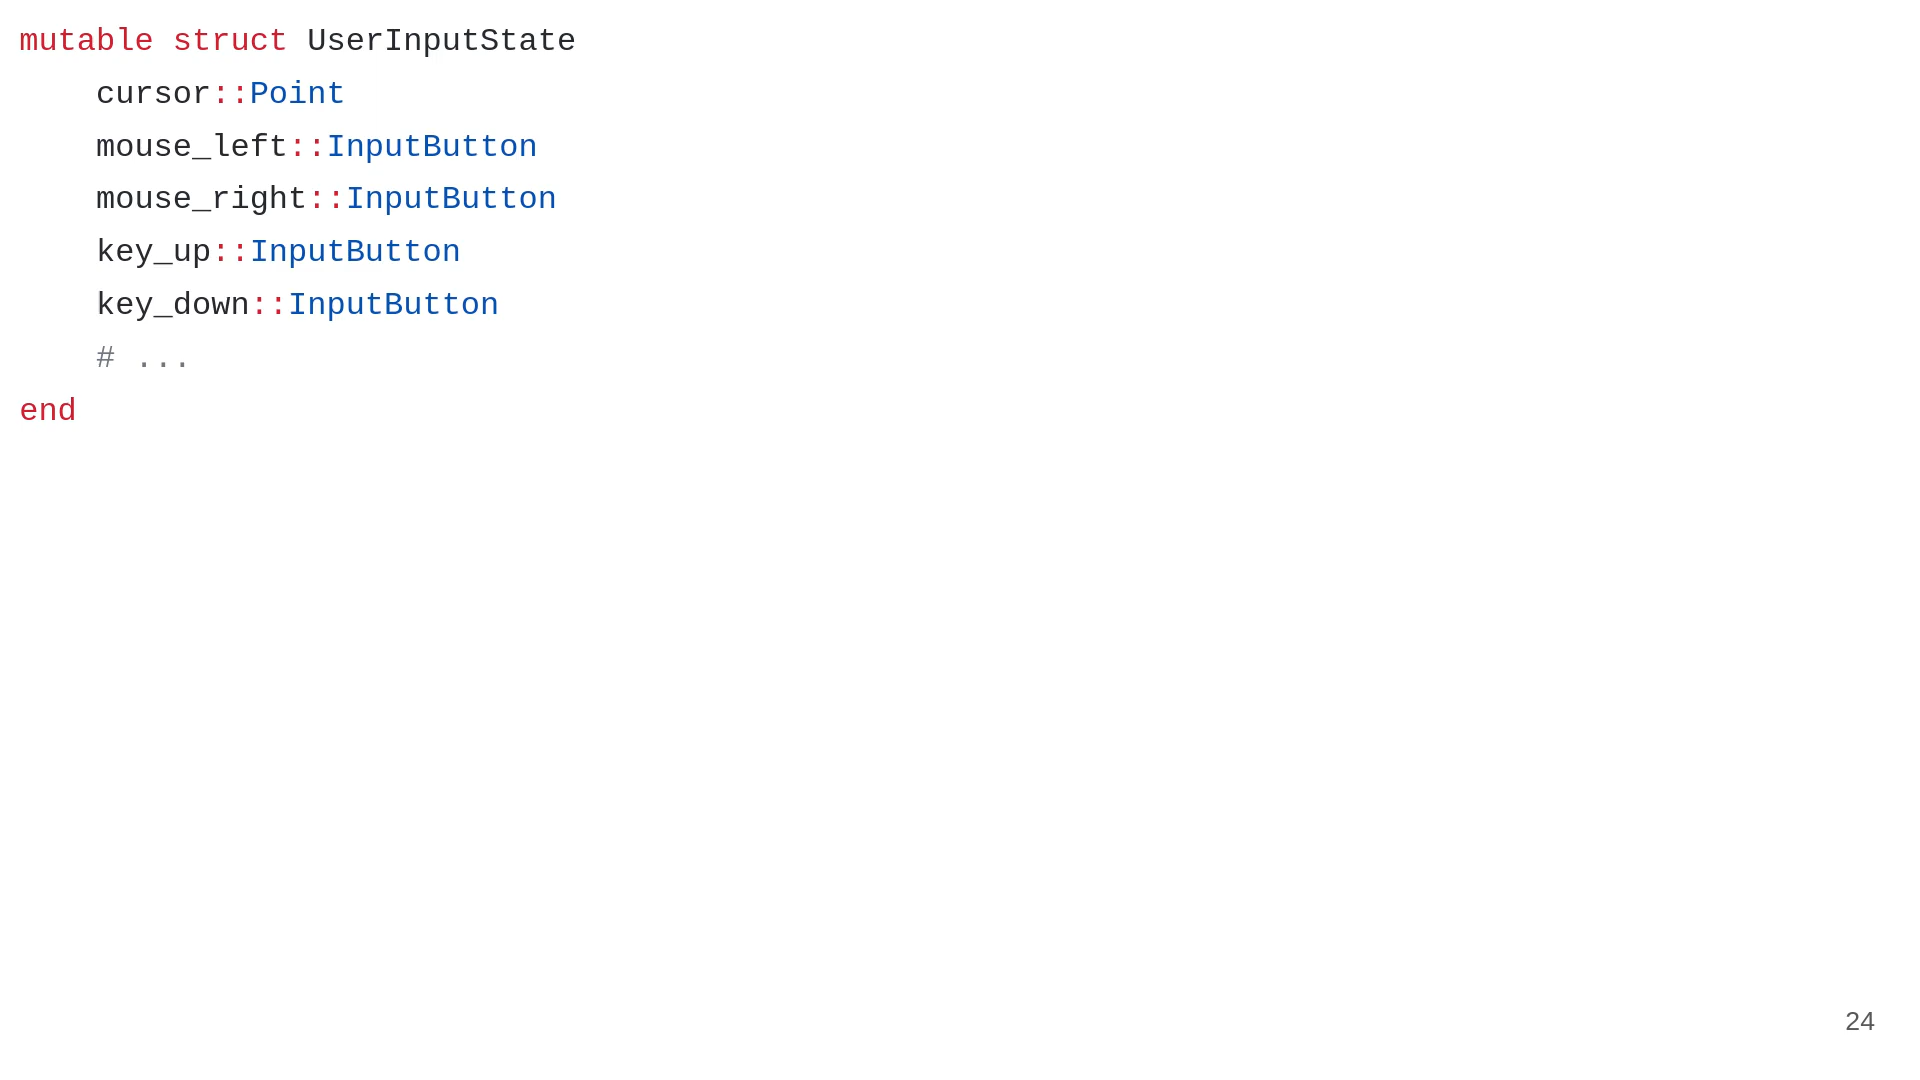 mutable struct UserInputState
    cursor::Point
    mouse_left::InputButton
    mouse_right::InputButton
    key_up::InputButton
    key_down::InputButton
    # ...
end
24